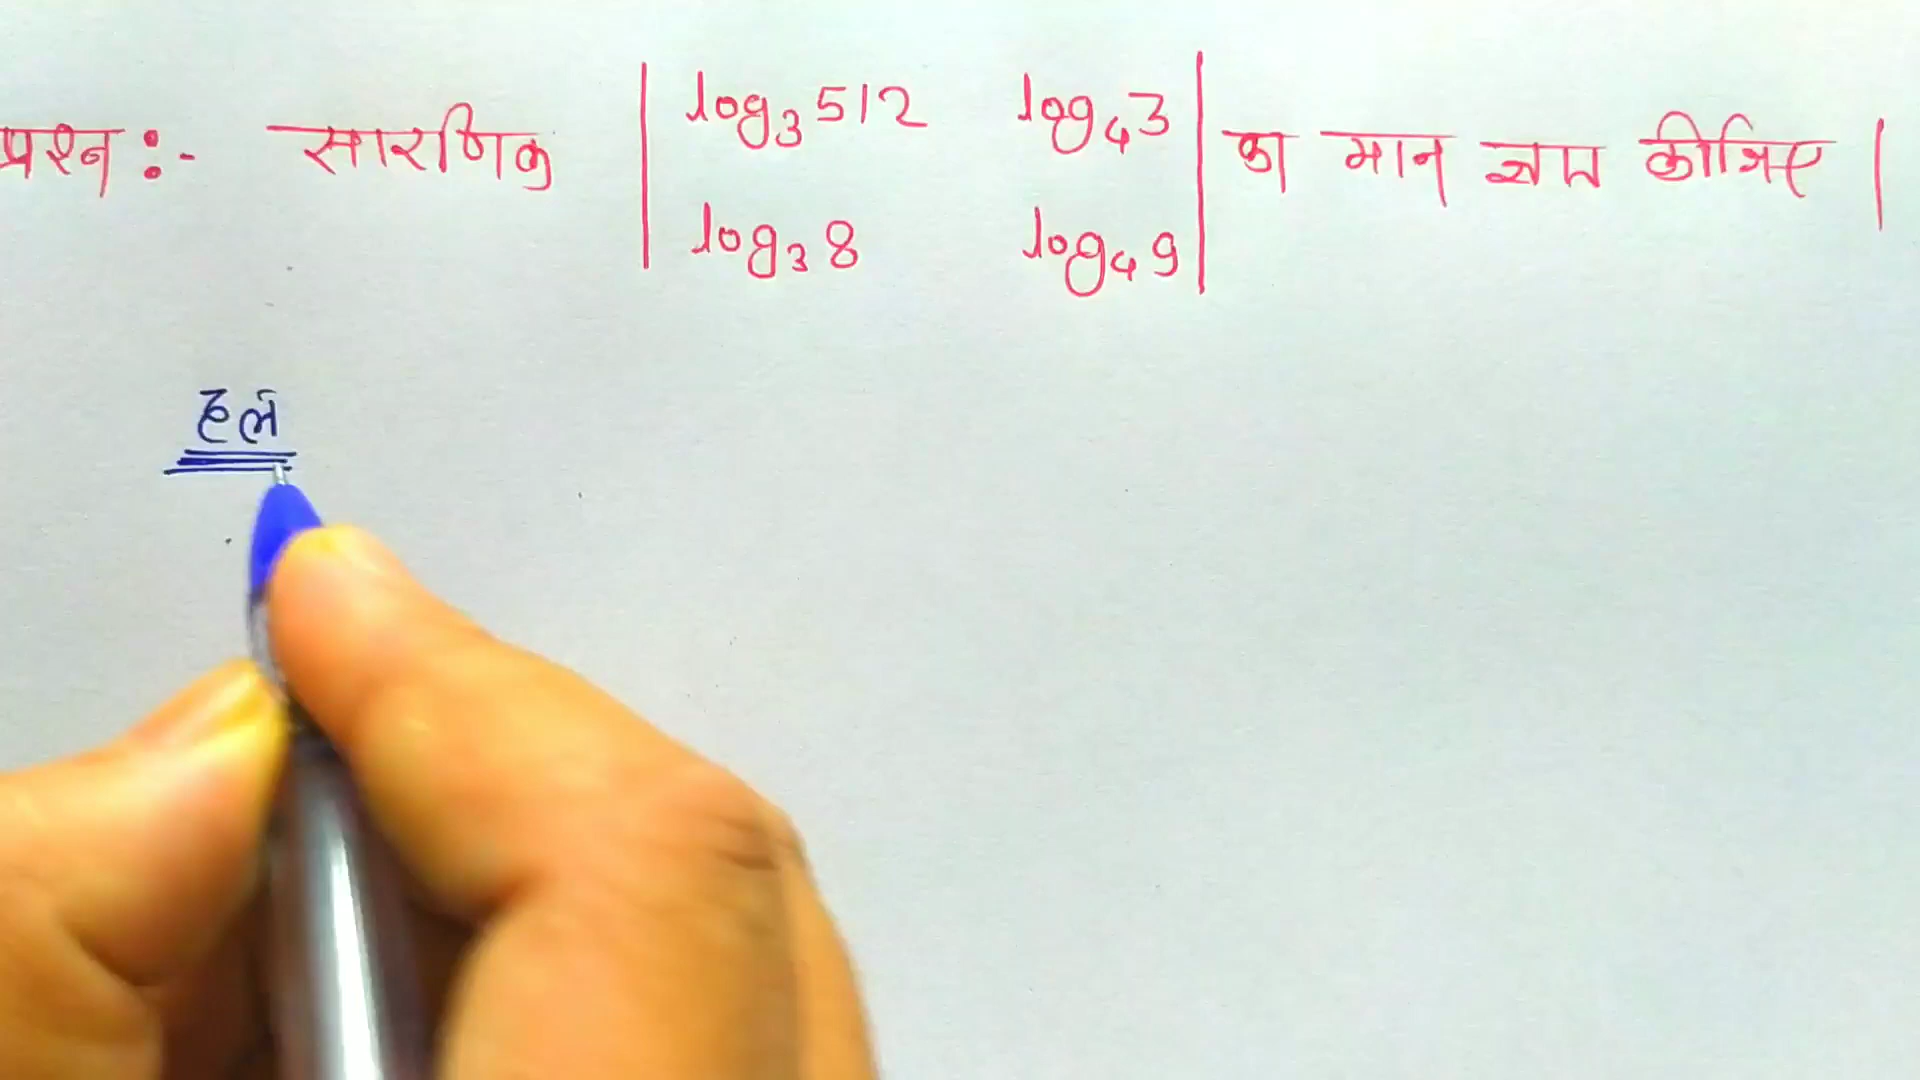 प्रश्न :- सारणिक | log₃512 log₄3 | का मान ज्ञात कीजिए |
| log₃8 log₄9 |
हल